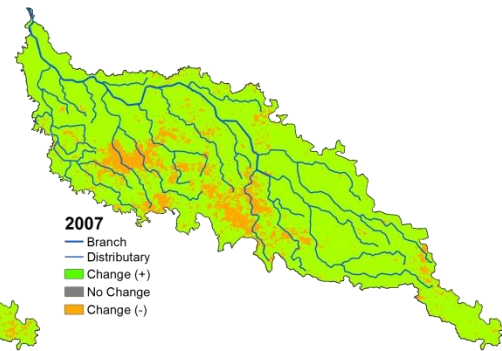 2007
Branch
Distributary
Change (+)
No Change
Change (-)